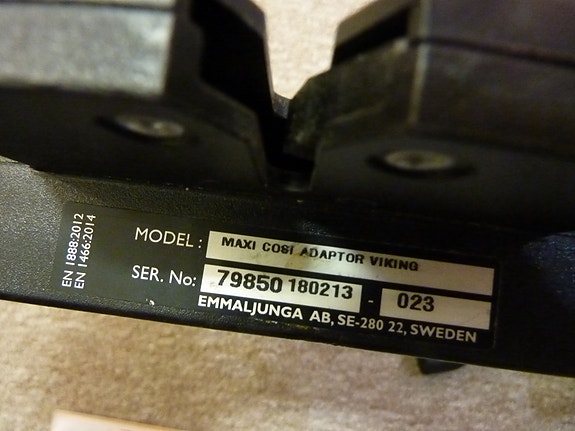 EN 1888:2012
EN 1466:2014
MODEL : MAXI COSI ADAPTOR VIKING
SER. No: 79850 180213 - 023
EMMALJUNGA AB, SE-280 22, SWEDEN